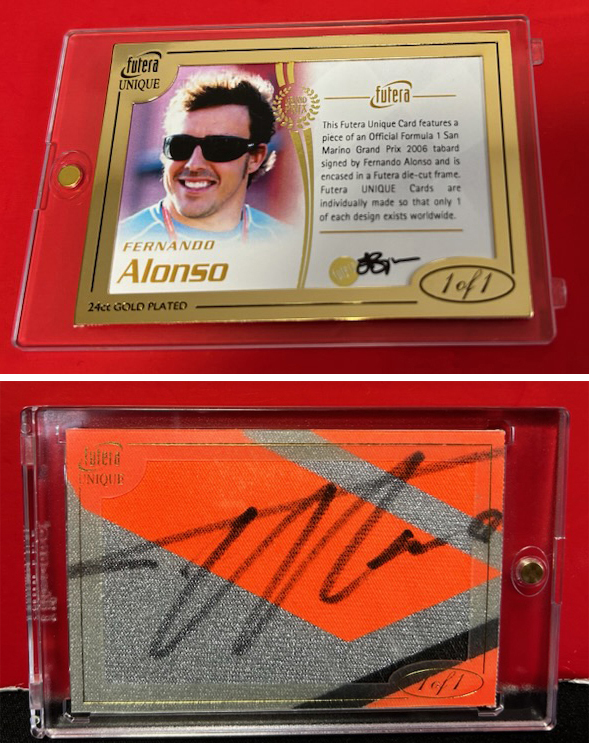 futera
UNIQUE
GRAND
PRIX
futera
This Futera Unique Card features a
piece of an Official Formula 1 San
Marino Grand Prix 2006 tabard
signed by Fernando Alonso and is
encased in a Futera die-cut frame.
Futera UNIQUE Cards are
individually made so that only 1
of each design exists worldwide.
FERNANDO
Alonso
1 of 1
24ct GOLD PLATED
futera
UNIQUE
1 of 1